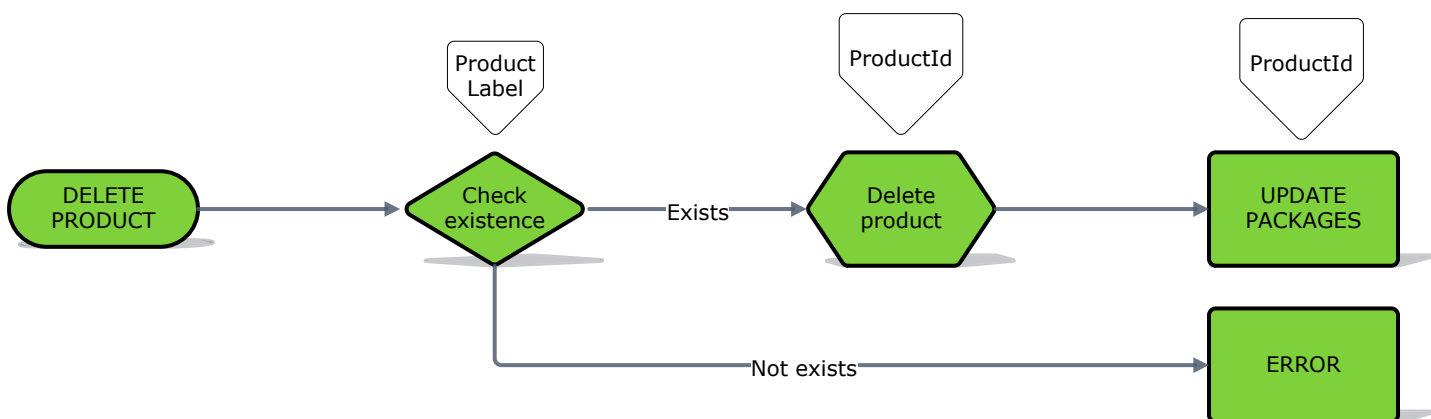 Product
Label
ProductId
ProductId
DELETE
PRODUCT
Check
existence
Exists
Delete
product
UPDATE
PACKAGES
Not exists
ERROR